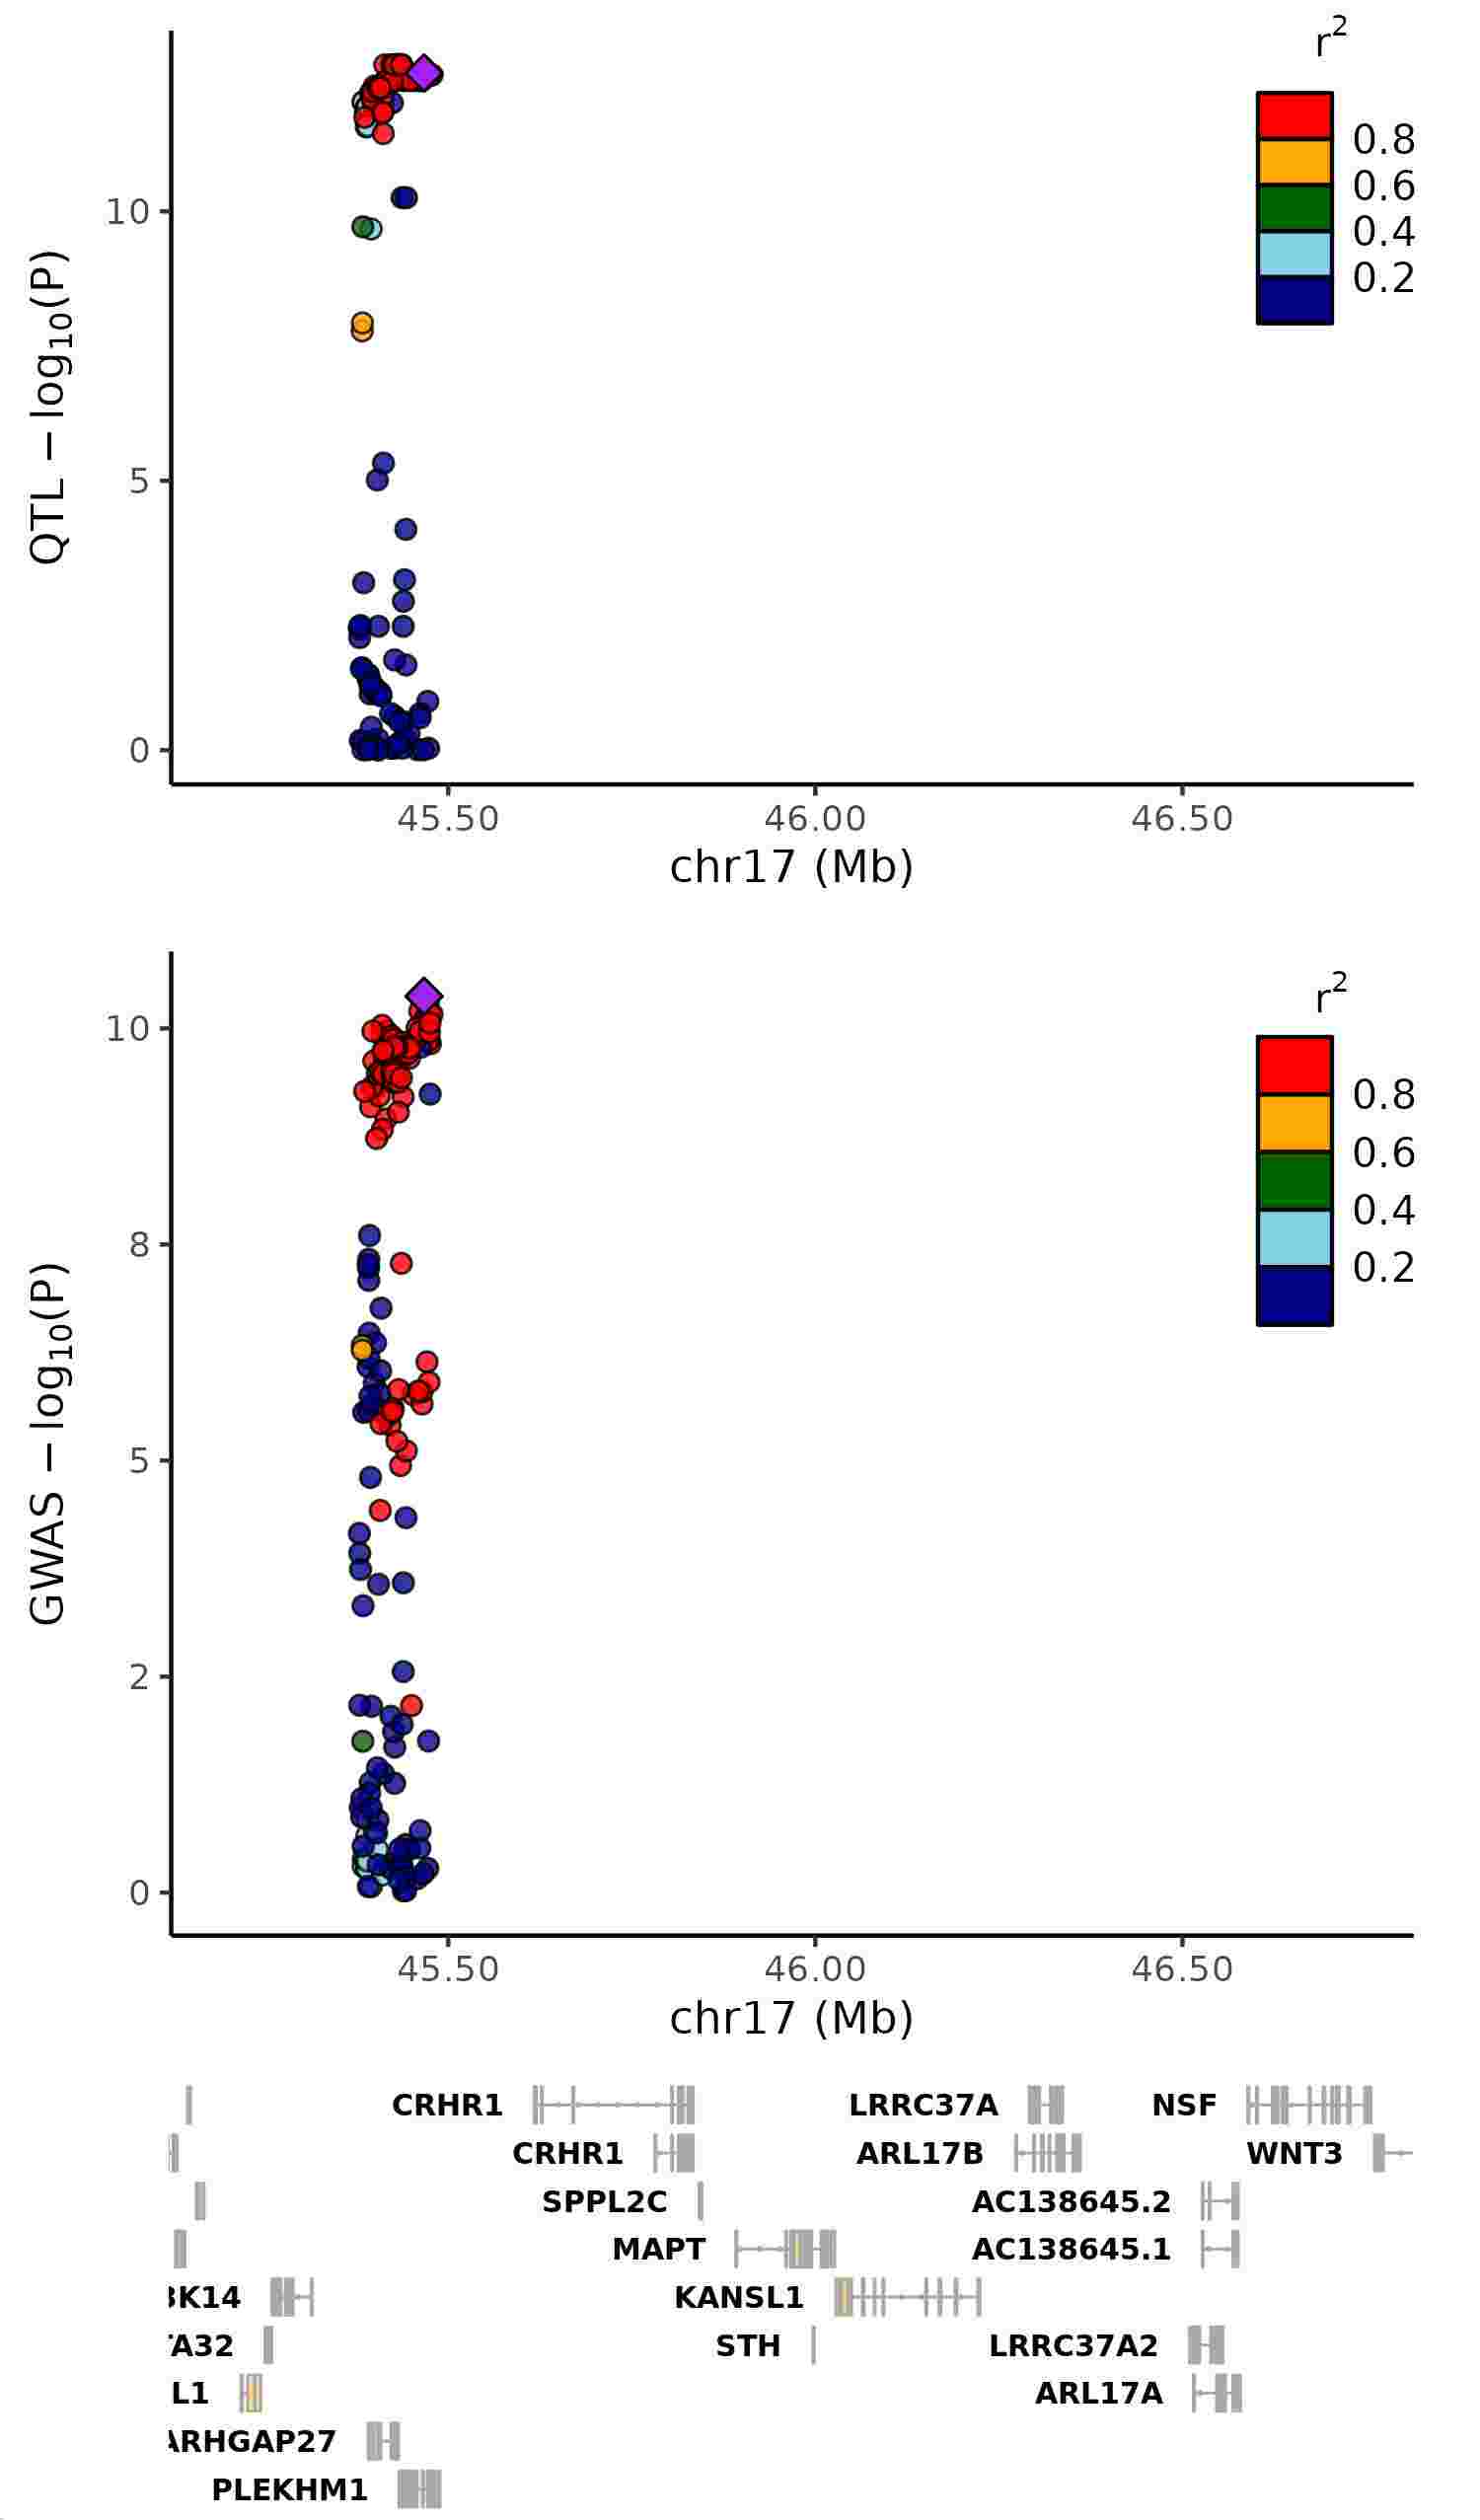 r²
0.8
0.6
0.4
0.2
10
5
0
QTL −log₁₀(P)
45.50 46.00 46.50
chr17 (Mb)
r²
0.8
0.6
0.4
0.2
10
8
5
2
0
GWAS −log₁₀(P)
45.50 46.00 46.50
chr17 (Mb)
CRHR1 LRRC37A NSF
CRHR1 ARL17B WNT3
SPPL2C AC138645.2
MAPT AC138645.1
K14 KANSL1
A32 STH LRRC37A2
L1 ARL17A
ARHGAP27
PLEKHM1